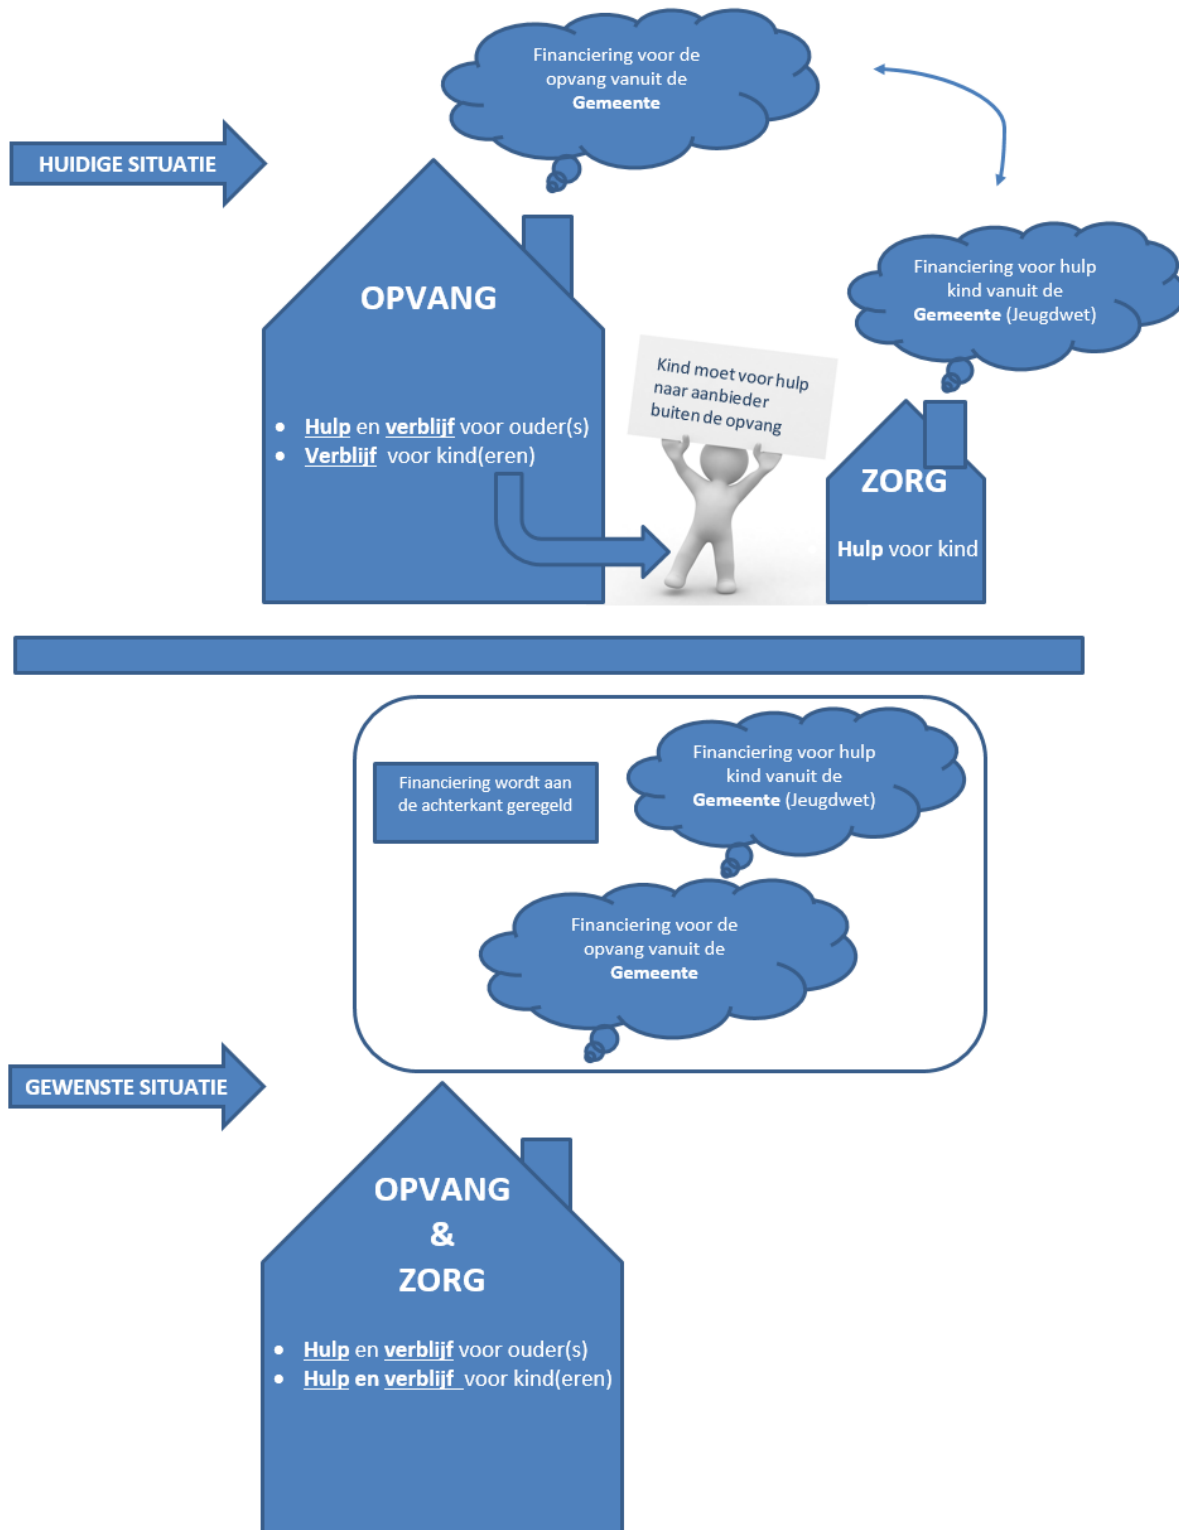 Financiering voor de
opvang vanuit de
Gemeente
HUIDIGE SITUATIE
Financiering voor hulp
kind vanuit de
Gemeente (Jeugdwet)
OPVANG
Kind moet voor hulp
naar aanbieder
buiten de opvang
• Hulp en verblijf voor ouder(s)
• Verblijf voor kind(eren)
ZORG
Hulp voor kind
Financiering voor hulp
kind vanuit de
Gemeente (Jeugdwet)
Financiering wordt aan
de achterkant geregeld
Financiering voor de
opvang vanuit de
Gemeente
GEWENSTE SITUATIE
OPVANG
&
ZORG
• Hulp en verblijf voor ouder(s)
• Hulp en verblijf voor kind(eren)